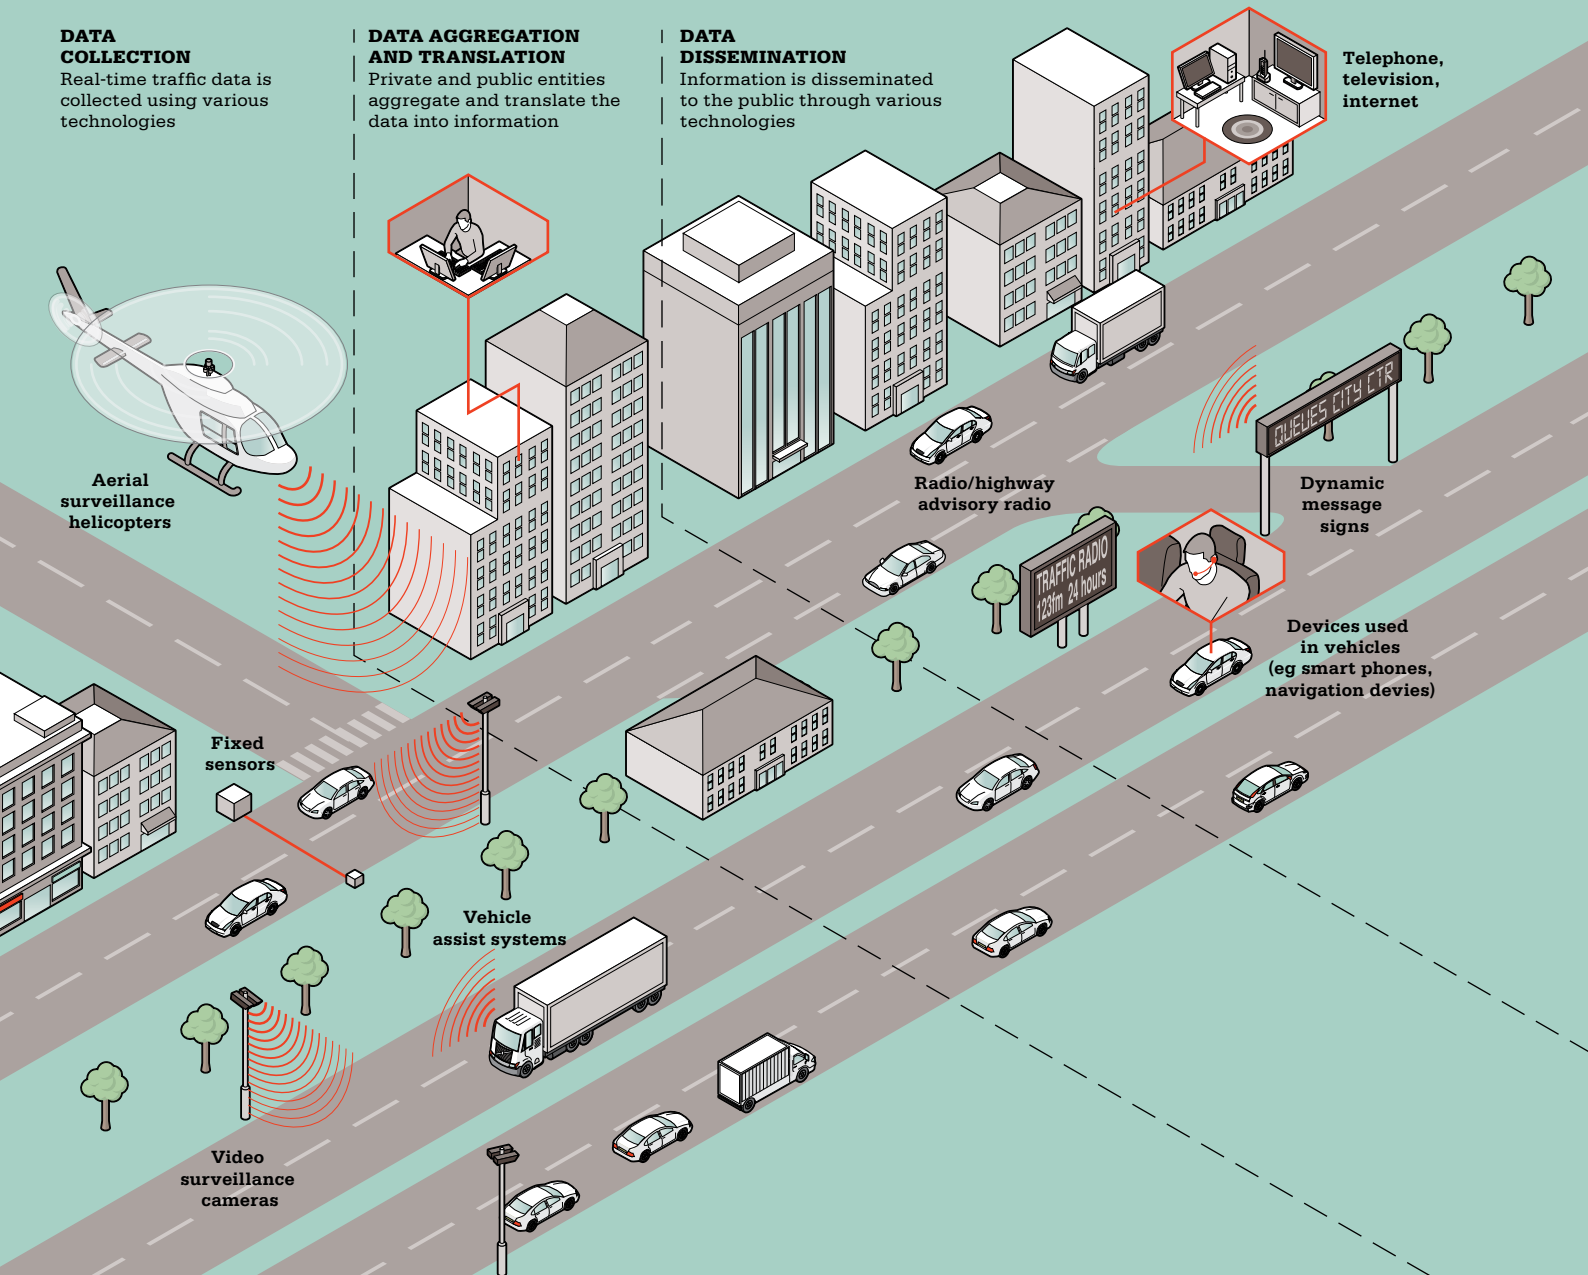 DATA
COLLECTION
Real-time traffic data is
collected using various
technologies
DATA AGGREGATION
AND TRANSLATION
Private and public entities
aggregate and translate the
data into information
DATA
DISSEMINATION
Information is disseminated
to the public through various
technologies
Telephone,
television,
internet
QUEUES CITY CTR
Aerial
surveillance
helicopters
Radio/highway
advisory radio
Dynamic
message
signs
TRAFFIC RADIO
123fm 24 hours
Devices used
in vehicles
(eg smart phones,
navigation devies)
Fixed
sensors
Vehicle
assist systems
Video
surveillance
cameras